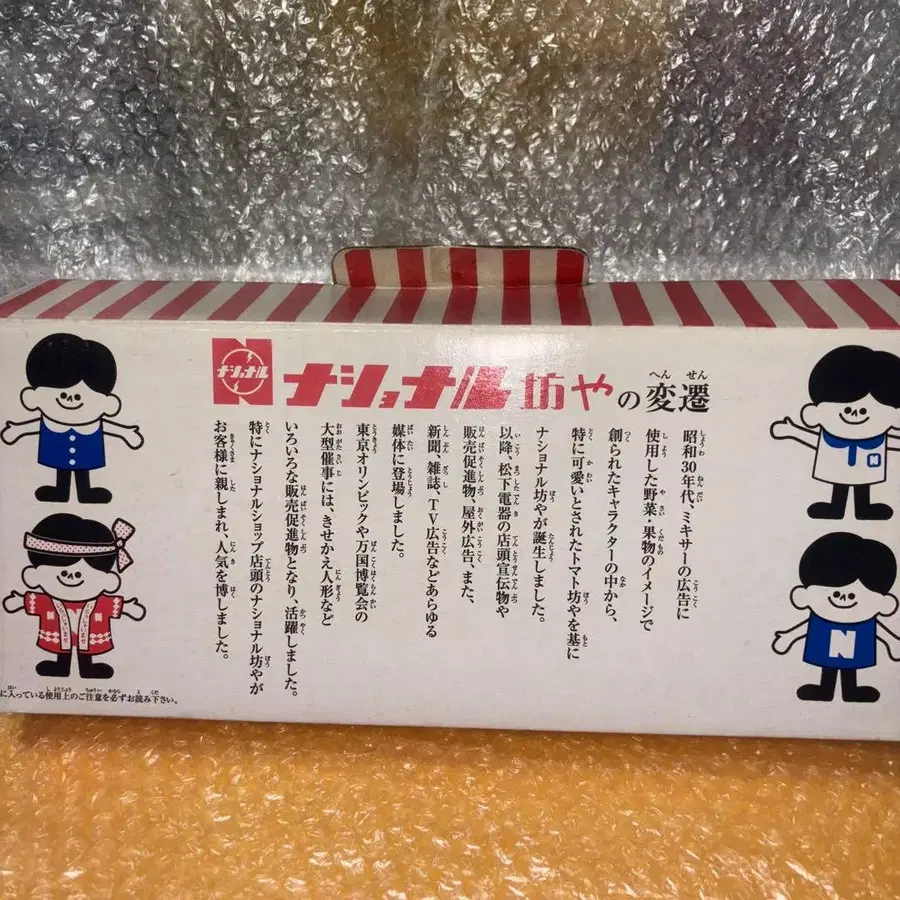 ナショナル
ナショナル坊やの変遷
昭和30年代、ミキサーの広告に
使用した野菜・果物のイメージで
創られたキャラクターの中から、
特に可愛いとされたトマト坊やを基に
ナショナル坊やが誕生しました。
以降、松下電器の店頭宣伝物や
販売促進物、屋外広告、また、
新聞、雑誌、TV広告などあらゆる
媒体に登場しました。
東京オリンピックや万国博覧会の
大型催事には、きせかえ人形など
いろいろな販売促進物となり、活躍しました。
特にナショナルショップ店頭のナショナル坊やが
お客様に親しまれ、人気を博しました。
に入っている使用上のご注意を必ずお読み下さい。
N
N
N
N